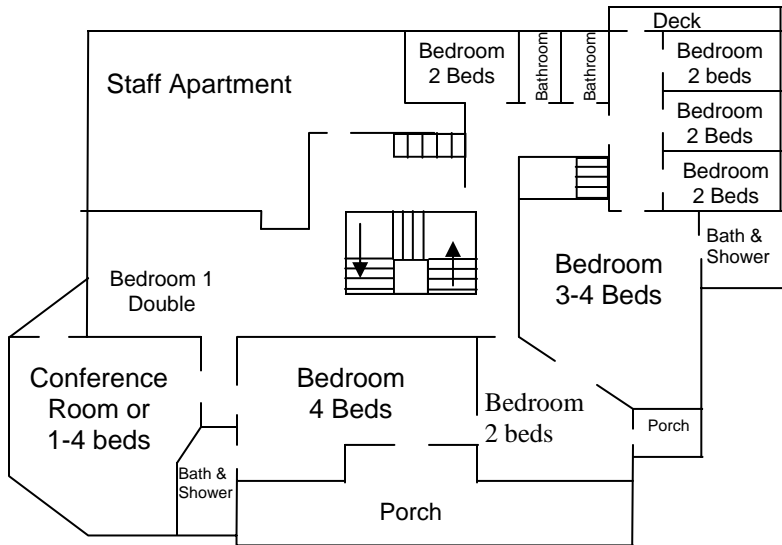 Deck
Bedroom
2 Beds
Bathroom
Bathroom
Bedroom
2 beds
Staff Apartment
Bedroom
2 Beds
Bedroom
2 Beds
Bath &
Shower
Bedroom
3-4 Beds
Bedroom 1
Double
Conference
Room or
1-4 beds
Bedroom
4 Beds
Bedroom
2 beds
Porch
Bath &
Shower
Porch